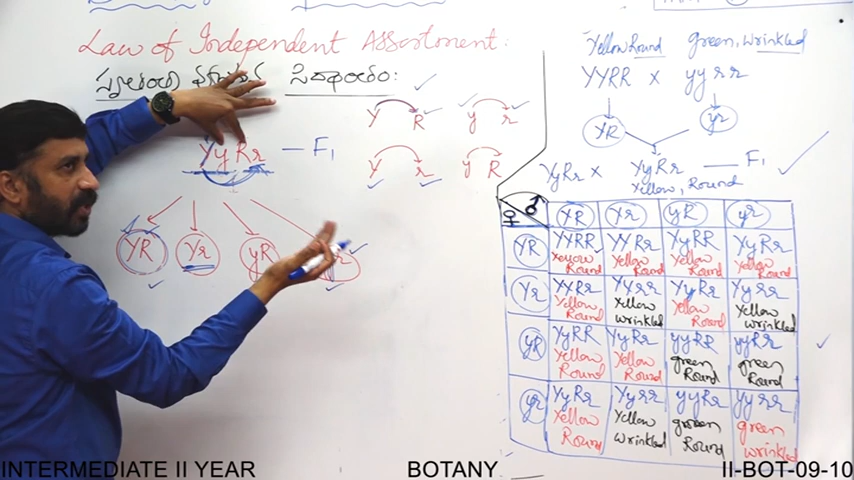 Law of Independent Assortment:
సిద్ధాంతం:
YyRr — F₁
YR Yr yR
Y R y r
Y r y R
Yellow Round green, wrinkled
YYRR x yyrr
YR yr
YyRr x YyRr — F₁
Yellow, Round
♀ ♂ YR Yr yR yr
YR YYRR YYRr YyRR YyRr
Yellow Round Yellow Round Yellow Round Yellow Round
Yr YYRr YYrr YyRr Yyrr
Yellow Round Yellow wrinkled Yellow Round Yellow wrinkled
yR YyRR YyRr yyRR yyRr
Yellow Round Yellow Round green Round green Round
yr YyRr Yyrr yyRr yyrr
Yellow Round Yellow wrinkled green Round green wrinkled
INTERMEDIATE II YEAR BOTANY II-BOT-09-10